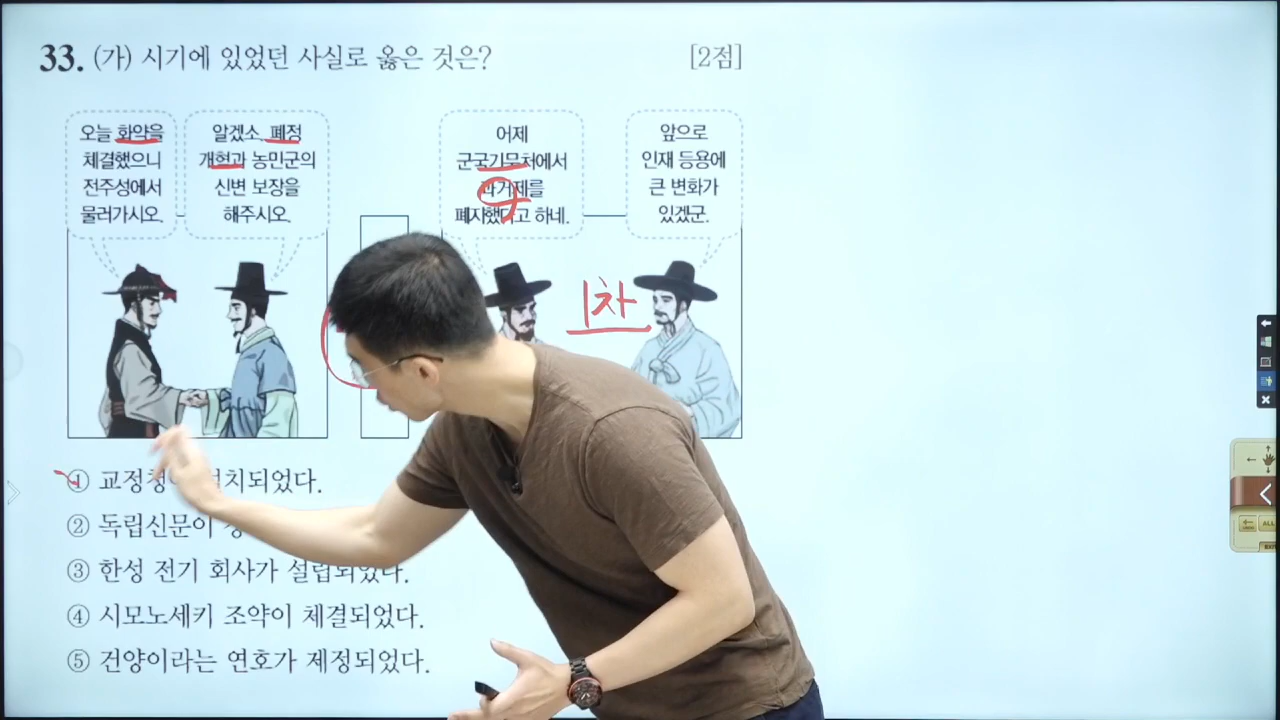 33. (가) 시기에 있었던 사실로 옳은 것은? [2점]
오늘 화약을
체결했으니
전주성에서
물러가시오.
알겠소. 폐정
개혁과 농민군의
신변 보장을
해주시오.
어제
군국기무처에서
과거제를
폐지했다고 하네.
앞으로
인재 등용에
큰 변화가
있겠군.
1차
① 되었다.
② 독립신문이
③ 한성 전기 회사가 설립되었다.
④ 시모노세키 조약이 체결되었다.
⑤ 건양이라는 연호가 제정되었다.